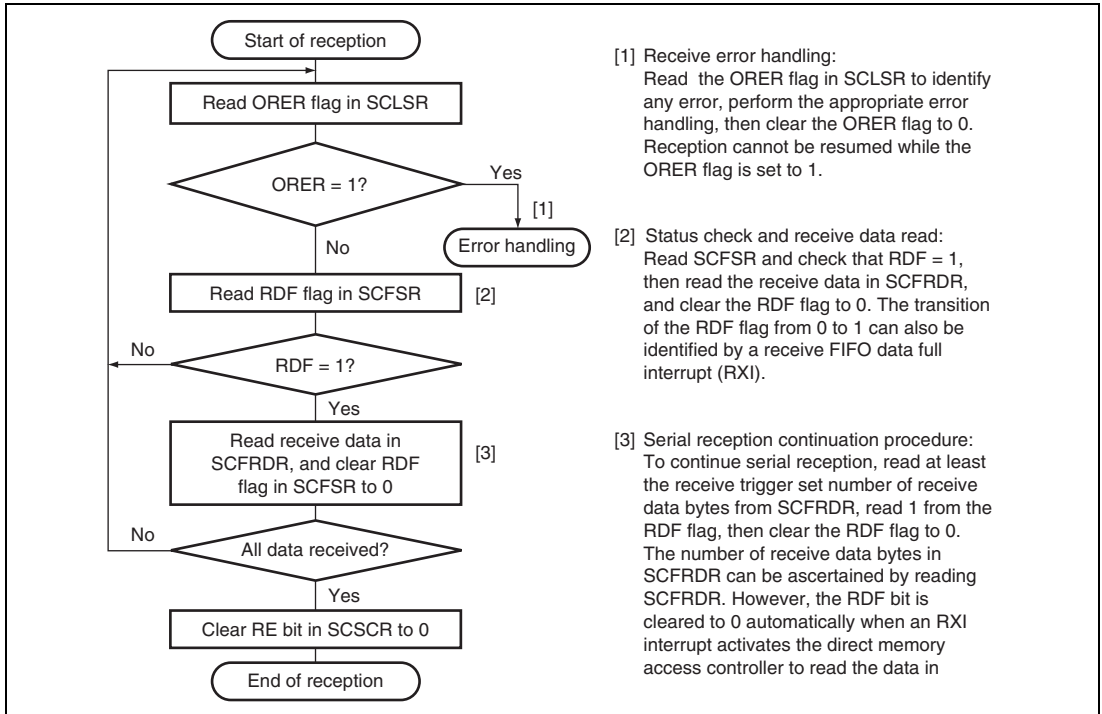 Start of reception
Read ORER flag in SCLSR
ORER = 1?
Yes
[1]
Error handling
No
Read RDF flag in SCFSR
[2]
No
RDF = 1?
Yes
Read receive data in
SCFRDR, and clear RDF
flag in SCFSR to 0
[3]
No
All data received?
Yes
Clear RE bit in SCSCR to 0
End of reception
[1] Receive error handling:
Read the ORER flag in SCLSR to identify
any error, perform the appropriate error
handling, then clear the ORER flag to 0.
Reception cannot be resumed while the
ORER flag is set to 1.
[2] Status check and receive data read:
Read SCFSR and check that RDF = 1,
then read the receive data in SCFRDR,
and clear the RDF flag to 0. The transition
of the RDF flag from 0 to 1 can also be
identified by a receive FIFO data full
interrupt (RXI).
[3] Serial reception continuation procedure:
To continue serial reception, read at least
the receive trigger set number of receive
data bytes from SCFRDR, read 1 from the
RDF flag, then clear the RDF flag to 0.
The number of receive data bytes in
SCFRDR can be ascertained by reading
SCFRDR. However, the RDF bit is
cleared to 0 automatically when an RXI
interrupt activates the direct memory
access controller to read the data in